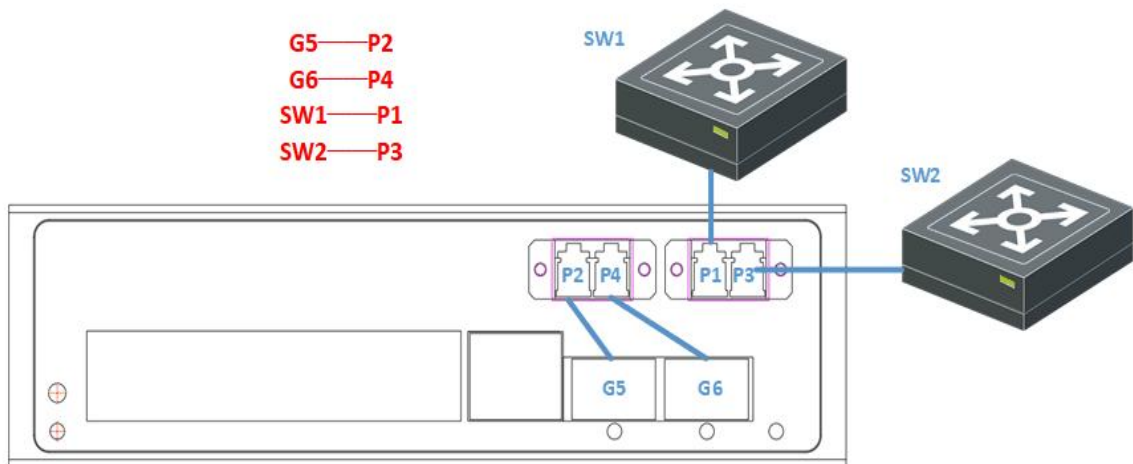 G5——P2
G6——P4
SW1——P1
SW2——P3
SW1
SW2
P2 P4 P1 P3
G5 G6